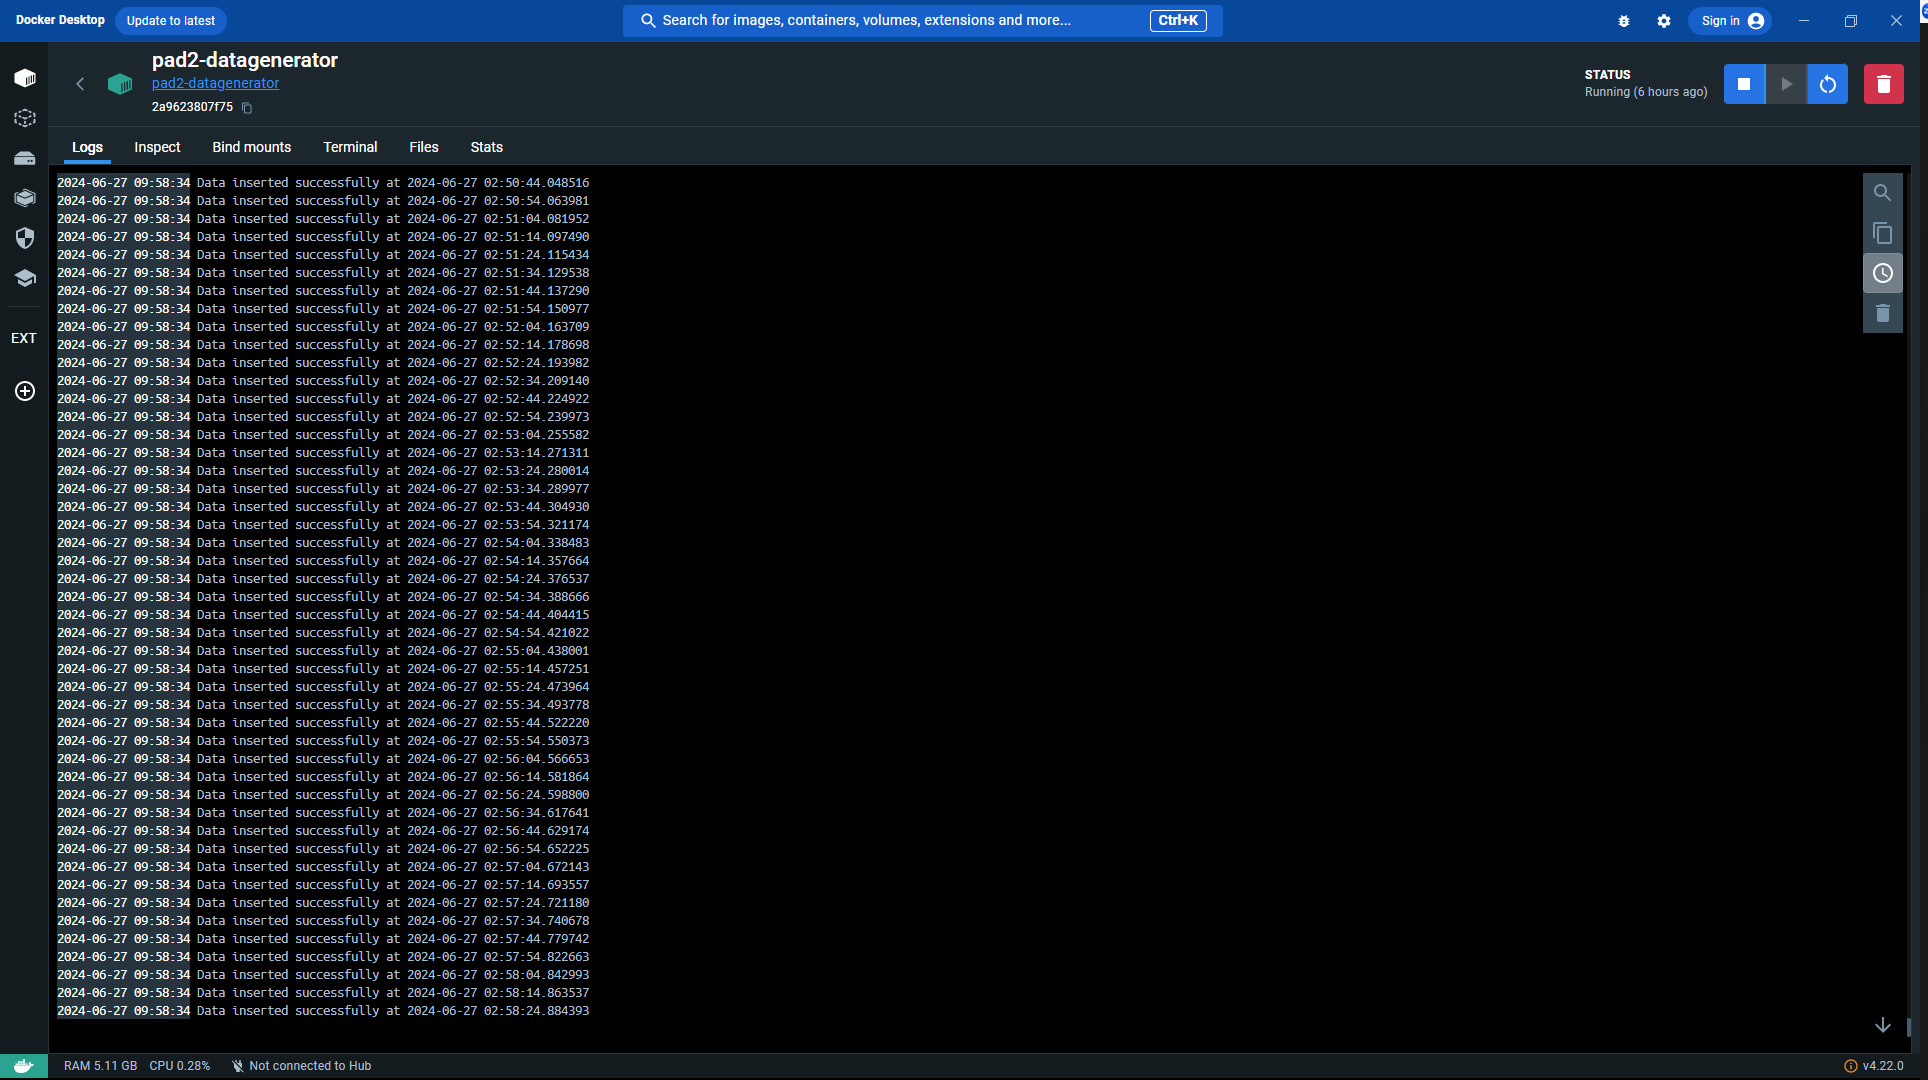 Docker Desktop Update to latest Search for images, containers, volumes, extensions and more... Ctrl+K Sign in
pad2-datagenerator
pad2-datagenerator
2a9623807f75
STATUS
Running (6 hours ago)
Logs Inspect Bind mounts Terminal Files Stats
EXT
2024-06-27 09:58:34 Data inserted successfully at 2024-06-27 02:50:44.048516
2024-06-27 09:58:34 Data inserted successfully at 2024-06-27 02:50:54.063981
2024-06-27 09:58:34 Data inserted successfully at 2024-06-27 02:51:04.081952
2024-06-27 09:58:34 Data inserted successfully at 2024-06-27 02:51:14.097490
2024-06-27 09:58:34 Data inserted successfully at 2024-06-27 02:51:24.115434
2024-06-27 09:58:34 Data inserted successfully at 2024-06-27 02:51:34.129538
2024-06-27 09:58:34 Data inserted successfully at 2024-06-27 02:51:44.137290
2024-06-27 09:58:34 Data inserted successfully at 2024-06-27 02:51:54.150977
2024-06-27 09:58:34 Data inserted successfully at 2024-06-27 02:52:04.163709
2024-06-27 09:58:34 Data inserted successfully at 2024-06-27 02:52:14.178698
2024-06-27 09:58:34 Data inserted successfully at 2024-06-27 02:52:24.193982
2024-06-27 09:58:34 Data inserted successfully at 2024-06-27 02:52:34.209140
2024-06-27 09:58:34 Data inserted successfully at 2024-06-27 02:52:44.224922
2024-06-27 09:58:34 Data inserted successfully at 2024-06-27 02:52:54.239973
2024-06-27 09:58:34 Data inserted successfully at 2024-06-27 02:53:04.255582
2024-06-27 09:58:34 Data inserted successfully at 2024-06-27 02:53:14.271311
2024-06-27 09:58:34 Data inserted successfully at 2024-06-27 02:53:24.280014
2024-06-27 09:58:34 Data inserted successfully at 2024-06-27 02:53:34.289977
2024-06-27 09:58:34 Data inserted successfully at 2024-06-27 02:53:44.304930
2024-06-27 09:58:34 Data inserted successfully at 2024-06-27 02:53:54.321174
2024-06-27 09:58:34 Data inserted successfully at 2024-06-27 02:54:04.338483
2024-06-27 09:58:34 Data inserted successfully at 2024-06-27 02:54:14.357664
2024-06-27 09:58:34 Data inserted successfully at 2024-06-27 02:54:24.376537
2024-06-27 09:58:34 Data inserted successfully at 2024-06-27 02:54:34.388666
2024-06-27 09:58:34 Data inserted successfully at 2024-06-27 02:54:44.404415
2024-06-27 09:58:34 Data inserted successfully at 2024-06-27 02:54:54.421022
2024-06-27 09:58:34 Data inserted successfully at 2024-06-27 02:55:04.438001
2024-06-27 09:58:34 Data inserted successfully at 2024-06-27 02:55:14.457251
2024-06-27 09:58:34 Data inserted successfully at 2024-06-27 02:55:24.473964
2024-06-27 09:58:34 Data inserted successfully at 2024-06-27 02:55:34.493778
2024-06-27 09:58:34 Data inserted successfully at 2024-06-27 02:55:44.522220
2024-06-27 09:58:34 Data inserted successfully at 2024-06-27 02:55:54.550373
2024-06-27 09:58:34 Data inserted successfully at 2024-06-27 02:56:04.566653
2024-06-27 09:58:34 Data inserted successfully at 2024-06-27 02:56:14.581864
2024-06-27 09:58:34 Data inserted successfully at 2024-06-27 02:56:24.598800
2024-06-27 09:58:34 Data inserted successfully at 2024-06-27 02:56:34.617641
2024-06-27 09:58:34 Data inserted successfully at 2024-06-27 02:56:44.629174
2024-06-27 09:58:34 Data inserted successfully at 2024-06-27 02:56:54.652225
2024-06-27 09:58:34 Data inserted successfully at 2024-06-27 02:57:04.672143
2024-06-27 09:58:34 Data inserted successfully at 2024-06-27 02:57:14.693557
2024-06-27 09:58:34 Data inserted successfully at 2024-06-27 02:57:24.721180
2024-06-27 09:58:34 Data inserted successfully at 2024-06-27 02:57:34.740678
2024-06-27 09:58:34 Data inserted successfully at 2024-06-27 02:57:44.779742
2024-06-27 09:58:34 Data inserted successfully at 2024-06-27 02:57:54.822663
2024-06-27 09:58:34 Data inserted successfully at 2024-06-27 02:58:04.842993
2024-06-27 09:58:34 Data inserted successfully at 2024-06-27 02:58:14.863537
2024-06-27 09:58:34 Data inserted successfully at 2024-06-27 02:58:24.884393
RAM 5.11 GB CPU 0.28% Not connected to Hub v4.22.0